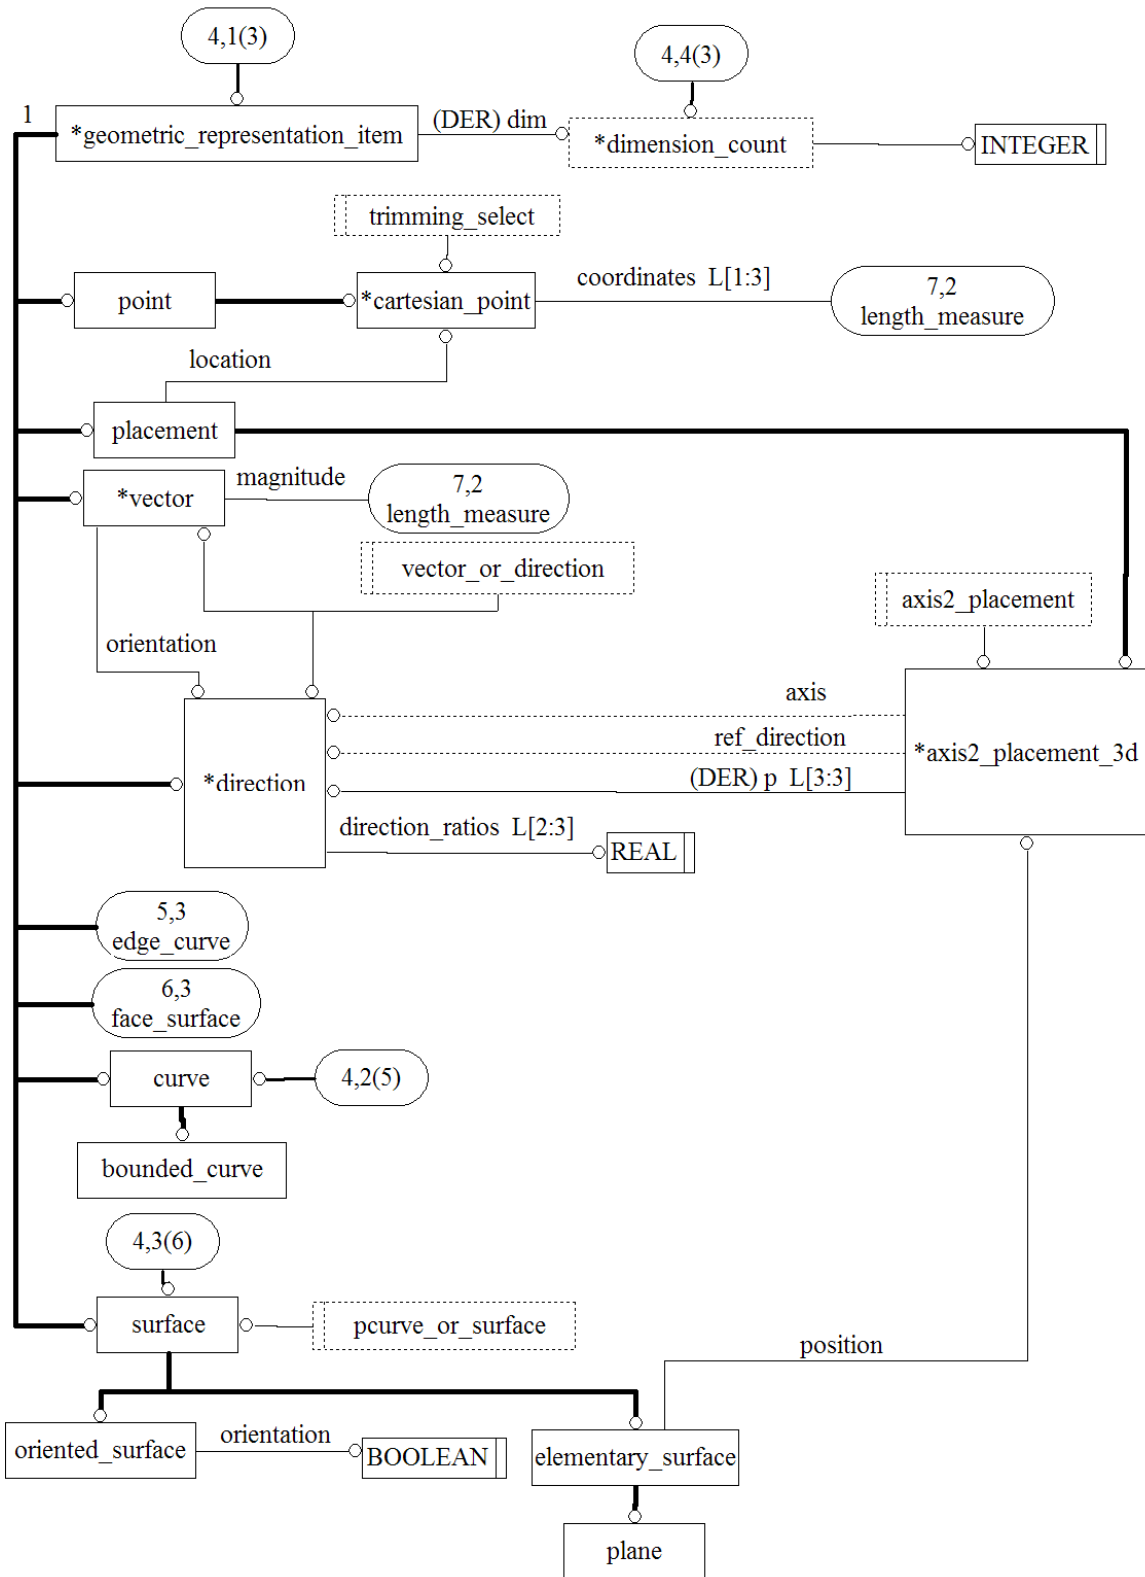 4,1(3)
4,4(3)
1
*geometric_representation_item
(DER) dim
*dimension_count
INTEGER
trimming_select
point
*cartesian_point
coordinates L[1:3]
7,2
length_measure
location
placement
*vector
magnitude
7,2
length_measure
vector_or_direction
axis2_placement
orientation
axis
ref_direction
*axis2_placement_3d
*direction
(DER) p L[3:3]
direction_ratios L[2:3]
REAL
5,3
edge_curve
6,3
face_surface
curve
4,2(5)
bounded_curve
4,3(6)
surface
pcurve_or_surface
position
oriented_surface
orientation
BOOLEAN
elementary_surface
plane